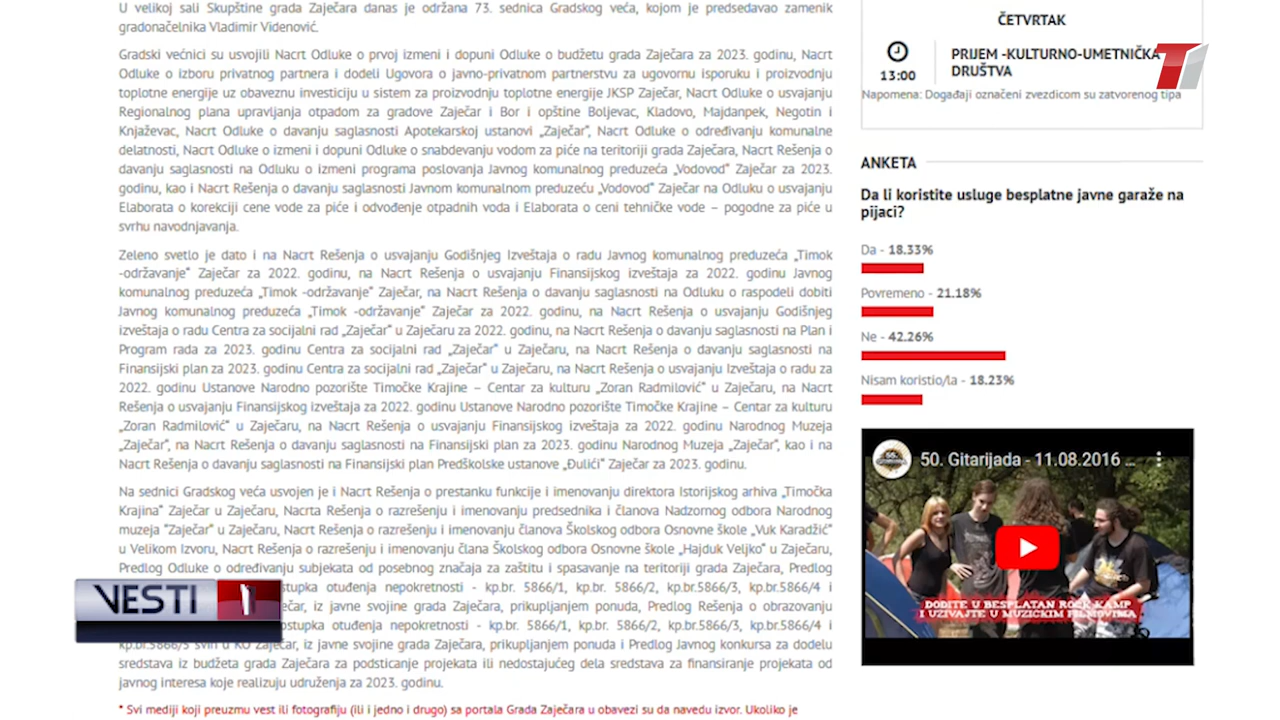 U velikoj sali Skupštine grada Zaječara danas je održana 73. sednica Gradskog veća, kojom je predsedavao zamenik
gradonačelnika Vladimir Videnović.
Gradski većnici su usvojili Nacrt Odluke o prvoj izmeni i dopuni Odluke o budžetu grada Zaječara za 2023. godinu, Nacrt
Odluke o izboru privatnog partnera i dodeli Ugovora o javno-privatnom partnerstvu za ugovornu isporuku i proizvodnju
toplotne energije uz obaveznu investiciju u sistem za proizvodnju toplotne energije JKSP Zaječar, Nacrt Odluke o usvajanju
Regionalnog plana upravljanja otpadom za gradove Zaječar i Bor i opštine Boljevac, Kladovo, Majdanpek, Negotin i
Knjaževac, Nacrt Odluke o davanju saglasnosti Apotekarskoj ustanovi „Zaječar“, Nacrt Odluke o određivanju komunalne
delatnosti, Nacrt Odluke o izmeni i dopuni Odluke o snabdevanju vodom za piće na teritoriji grada Zaječara, Nacrt Rešenja o
davanju saglasnosti na Odluku o izmeni programa poslovanja Javnog komunalnog preduzeća „Vodovod“ Zaječar za 2023.
godinu, kao i Nacrt Rešenja o davanju saglasnosti Javnom komunalnom preduzeću „Vodovod“ Zaječar na Odluku o usvajanju
Elaborata o korekciji cene vode za piće i odvođenje otpadnih voda i Elaborata o ceni tehničke vode – pogodne za piće u
svrhu navodnjavanja.
Zeleno svetlo je dato i na Nacrt Rešenja o usvajanju Godišnjeg Izveštaja o radu Javnog komunalnog preduzeća „Timok
-održavanje“ Zaječar za 2022. godinu, na Nacrt Rešenja o usvajanju Finansijskog izveštaja za 2022. godinu Javnog
komunalnog preduzeća „Timok -održavanje“ Zaječar, na Nacrt Rešenja o davanju saglasnosti na Odluku o raspodeli dobiti
Javnog komunalnog preduzeća „Timok -održavanje“ Zaječar za 2022. godinu, na Nacrt Rešenja o usvajanju Godišnjeg
izveštaja o radu Centra za socijalni rad „Zaječar“ u Zaječaru za 2022. godinu, na Nacrt Rešenja o davanju saglasnosti na Plan i
Program rada za 2023. godinu Centra za socijalni rad „Zaječar“ u Zaječaru, na Nacrt Rešenja o davanju saglasnosti na
Finansijski plan za 2023. godinu Centra za socijalni rad „Zaječar“ u Zaječaru, na Nacrt Rešenja o usvajanju Izveštaja o radu za
2022. godinu Ustanove Narodno pozorište Timočke Krajine – Centar za kulturu „Zoran Radmilović“ u Zaječaru, na Nacrt
Rešenja o usvajanju Finansijskog izveštaja za 2022. godinu Ustanove Narodno pozorište Timočke Krajine – Centar za kulturu
„Zoran Radmilović“ u Zaječaru, na Nacrt Rešenja o usvajanju Finansijskog izveštaja za 2022. godinu Narodnog Muzeja
„Zaječar“, na Nacrt Rešenja o davanju saglasnosti na Finansijski plan za 2023. godinu Narodnog Muzeja „Zaječar“, kao i na
Nacrt Rešenja o davanju saglasnosti na Finansijski plan Predškolske ustanove „Đulići“ Zaječar za 2023. godinu.
Na sednici Gradskog veća usvojen je i Nacrt Rešenja o prestanku funkcije i imenovanju direktora Istorijskog arhiva „Timočka
Krajina“ Zaječar u Zaječaru, Nacrta Rešenja o razrešenju i imenovanju predsednika i članova Nadzornog odbora Narodnog
muzeja "Zaječar“ u Zaječaru, Nacrt Rešenja o razrešenju i imenovanju članova Školskog odbora Osnovne škole „Vuk Karadžić“
u Velikom Izvoru, Nacrt Rešenja o razrešenju i imenovanju člana Školskog odbora Osnovne škole „Hajduk Veljko“ u Zaječaru,
Predlog Odluke o određivanju subjekata od posebnog značaja za zaštitu i spasavanje na teritoriji grada Zaječara, Predlog
stupka otuđenja nepokretnosti - kp.br. 5866/1, kp.br. 5866/2, kp.br.5866/3, kp.br.5866/4 i
čar, iz javne svojine grada Zaječara, prikupljanjem ponuda, Predlog Rešenja o obrazovanju
stupka otuđenja nepokretnosti - kp.br. 5866/1, kp.br. 5866/2, kp.br.5866/3, kp.br.5866/4 i
kp.br.5866/5 svih u KO Zaječar, iz javne svojine grada Zaječara, prikupljanjem ponuda i Predlog Javnog konkursa za dodelu
sredstava iz budžeta grada Zaječara za podsticanje projekata ili nedostajućeg dela sredstava za finansiranje projekata od
javnog interesa koje realizuju udruženja za 2023. godinu.
* Svi mediji koji preuzmu vest ili fotografiju (ili i jedno i drugo) sa portala Grada Zaječara u obavezi su da navedu izvor. Ukoliko je
VESTI 1
ČETVRTAK
13:00
PRIJEM -KULTURNO-UMETNIČKA
DRUŠTVA
Napomena: Događaji označeni zvezdicom su zatvorenog tipa
ANKETA
Da li koristite usluge besplatne javne garaže na
pijaci?
Da - 18.33%
Povremeno - 21.18%
Ne - 42.26%
Nisam koristio/la - 18.23%
50. Gitarijada - 11.08.2016 ...
DOĐITE U BESPLATAN ROCK KAMP
I UŽIVAJTE U MUZIČKIM FILMOVIMA